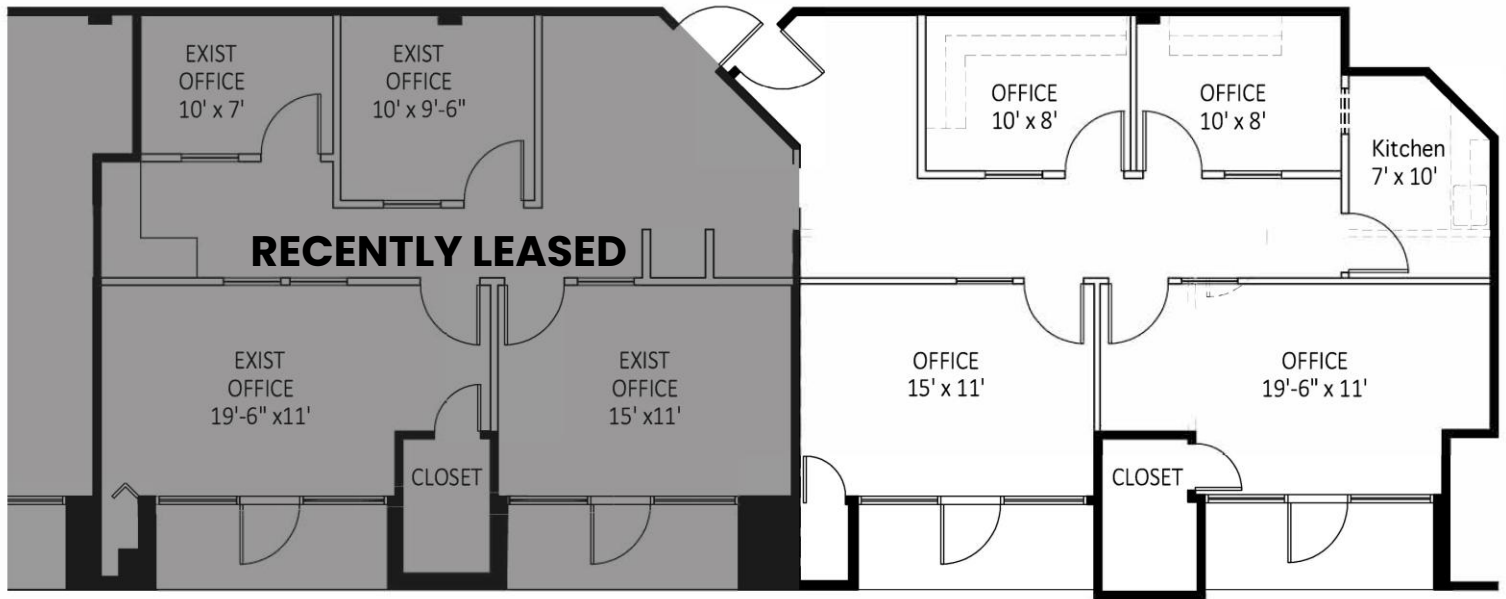 EXIST
OFFICE
10' x 7'
EXIST
OFFICE
10' x 9'-6"
OFFICE
10' x 8'
OFFICE
10' x 8'
Kitchen
7' x 10'
RECENTLY LEASED
EXIST
OFFICE
19'-6" x11'
EXIST
OFFICE
15' x11'
OFFICE
15' x 11'
OFFICE
19'-6" x 11'
CLOSET
CLOSET